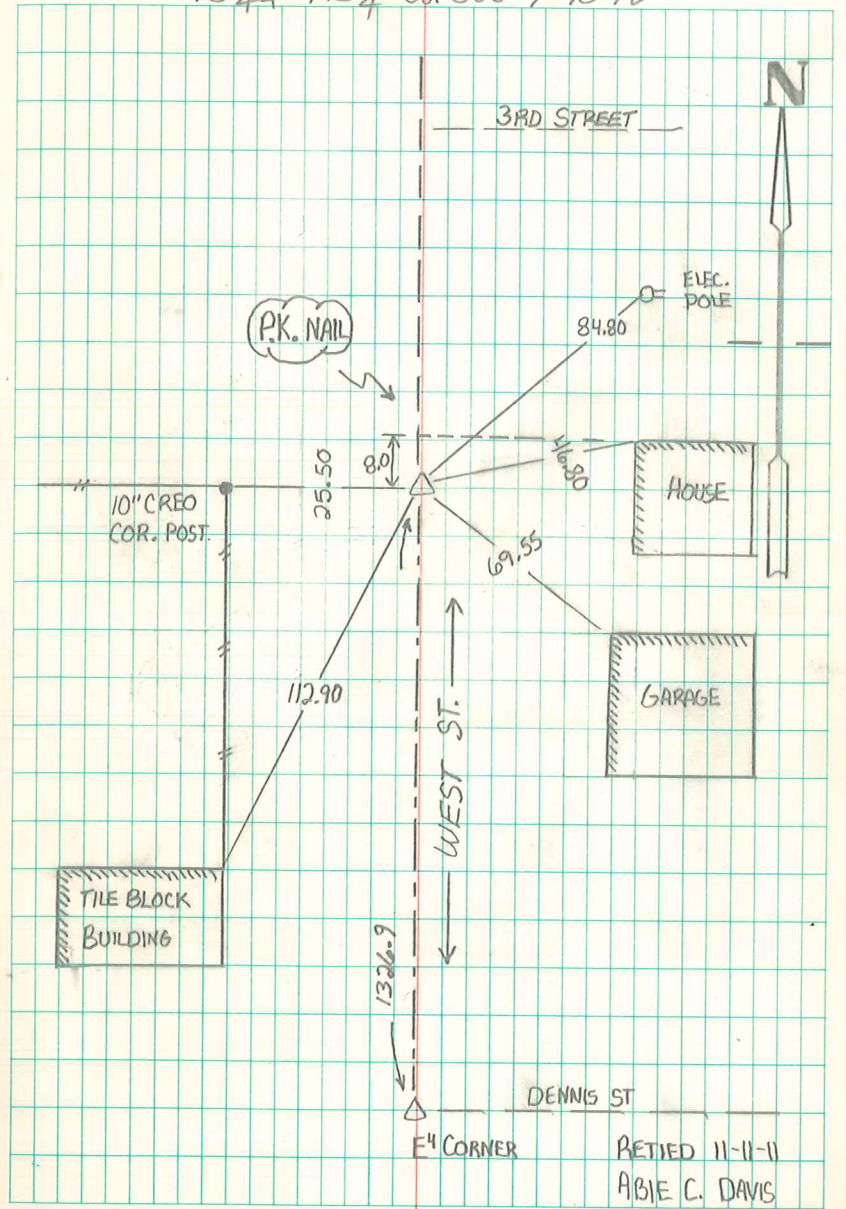 3RD STREET
N
ELEC.
POLE
84.80
P.K. NAIL
8.0
46.80
25.50
HOUSE
10" CREO
COR. POST.
69.55
112.90
GARAGE
WEST ST.
TILE BLOCK
BUILDING
1326.9
DENNIS ST
E4 CORNER
RETIED 11-11-11
ABIE C. DAVIS